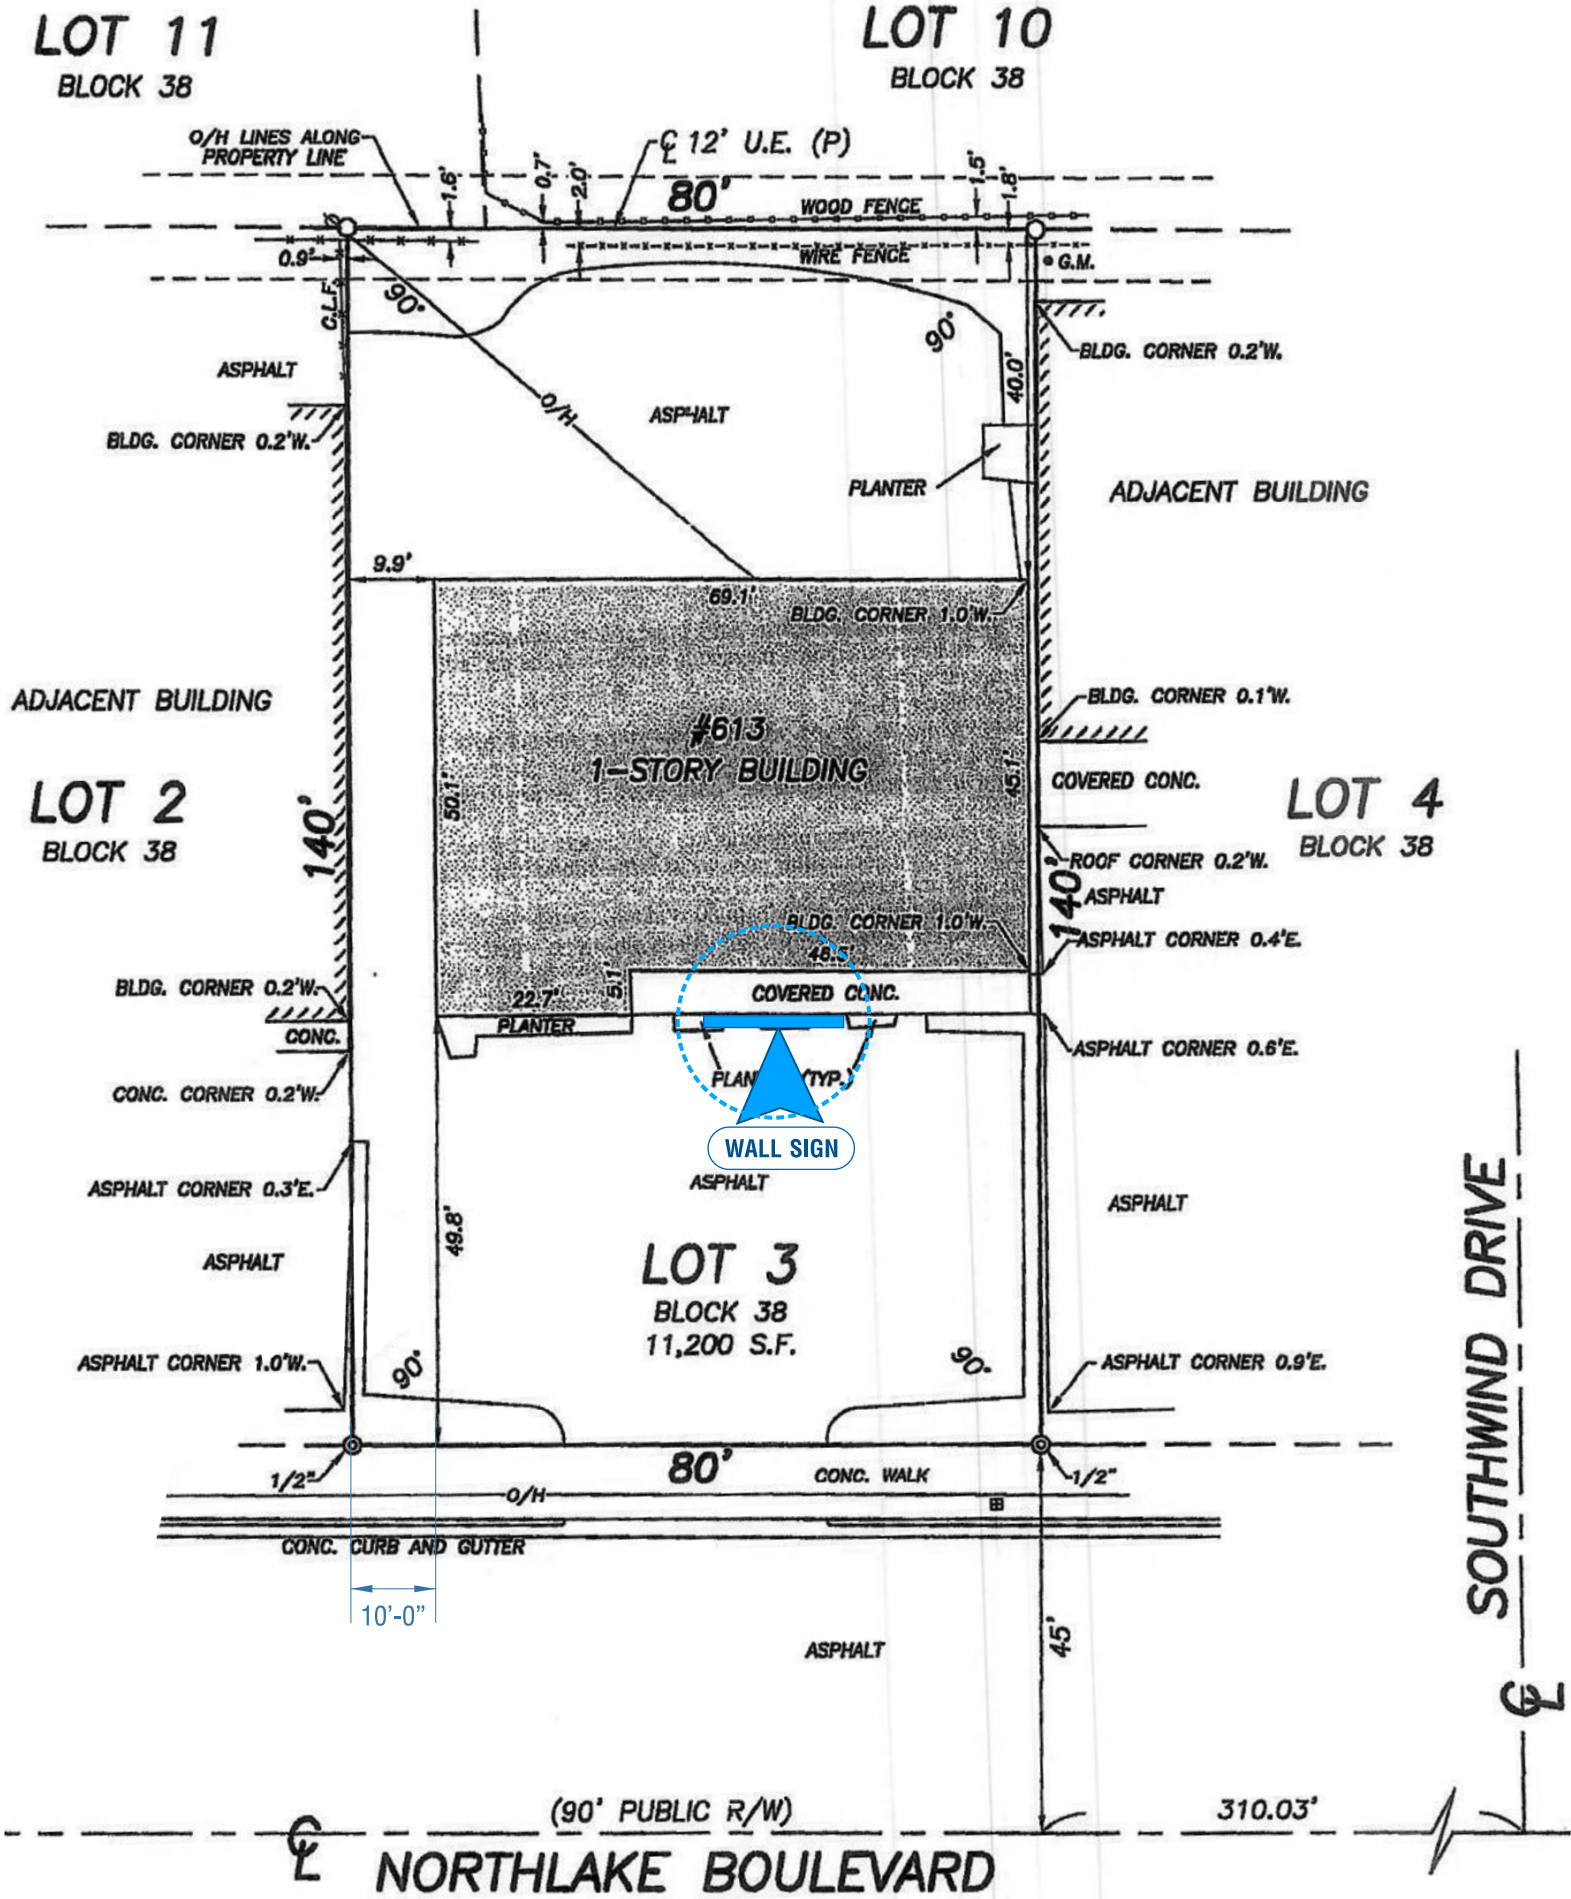 LOT 11
BLOCK 38
LOT 10
BLOCK 38
O/H LINES ALONG
PROPERTY LINE
℄ 12' U.E. (P)
1.6'
0.7'
2.0'
80'
WOOD FENCE
1.5'
1.8'
0.9'
WIRE FENCE
G.M.
C.L.F.
90°
90°
BLDG. CORNER 0.2'W.
ASPHALT
40.0'
O/H
ASPHALT
BLDG. CORNER 0.2'W.
PLANTER
ADJACENT BUILDING
9.9'
69.1'
BLDG. CORNER 1.0'W.
ADJACENT BUILDING
BLDG. CORNER 0.1'W.
#613
1-STORY BUILDING
50.1'
45.1'
COVERED CONC.
LOT 2
BLOCK 38
140'
LOT 4
BLOCK 38
ROOF CORNER 0.2'W.
140'
ASPHALT
BLDG. CORNER 1.0'W.
ASPHALT CORNER 0.4'E.
46.5'
5.1'
BLDG. CORNER 0.2'W.
22.7'
COVERED CONC.
PLANTER
CONC.
ASPHALT CORNER 0.6'E.
PLAN (TYP.)
CONC. CORNER 0.2'W.
WALL SIGN
ASPHALT
ASPHALT CORNER 0.3'E.
ASPHALT
49.8'
ASPHALT
LOT 3
BLOCK 38
11,200 S.F.
SOUTHWIND DRIVE
ASPHALT CORNER 1.0'W.
90°
90°
ASPHALT CORNER 0.9'E.
1/2"
80'
CONC. WALK
1/2"
O/H
CONC. CURB AND GUTTER
10'-0"
ASPHALT
45'
℄
(90' PUBLIC R/W)
310.03'
℄ NORTHLAKE BOULEVARD